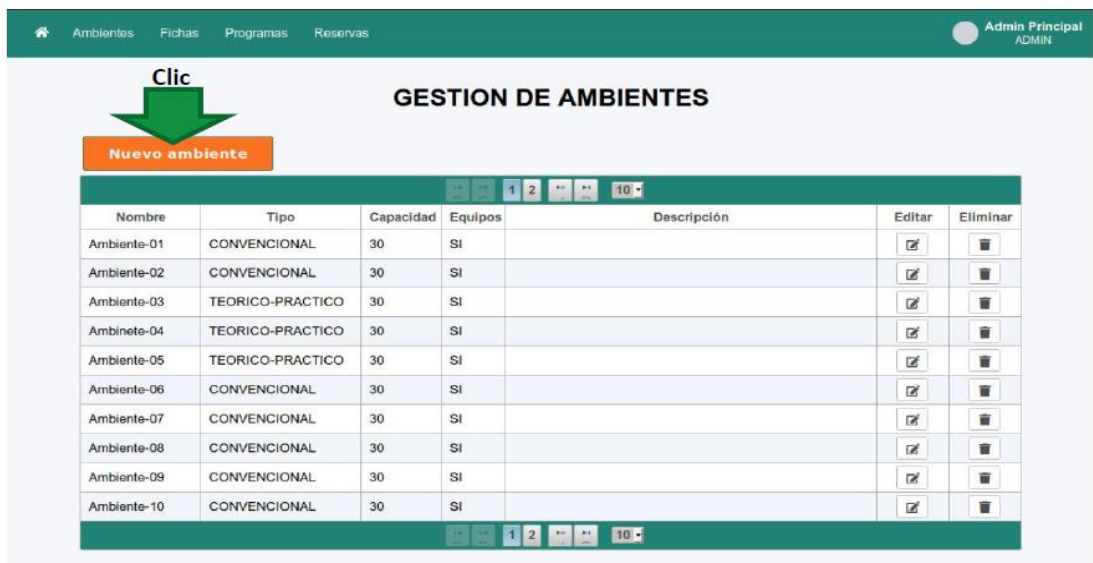 Ambientes Fichas Programas Reservas Admin Principal
ADMIN
Clic
GESTION DE AMBIENTES
Nuevo ambiente
1 2 10
Nombre Tipo Capacidad Equipos Descripción Editar Eliminar
Ambiente-01 CONVENCIONAL 30 SI
Ambiente-02 CONVENCIONAL 30 SI
Ambiente-03 TEORICO-PRACTICO 30 SI
Ambinete-04 TEORICO-PRACTICO 30 SI
Ambiente-05 TEORICO-PRACTICO 30 SI
Ambiente-06 CONVENCIONAL 30 SI
Ambiente-07 CONVENCIONAL 30 SI
Ambiente-08 CONVENCIONAL 30 SI
Ambiente-09 CONVENCIONAL 30 SI
Ambiente-10 CONVENCIONAL 30 SI
1 2 10